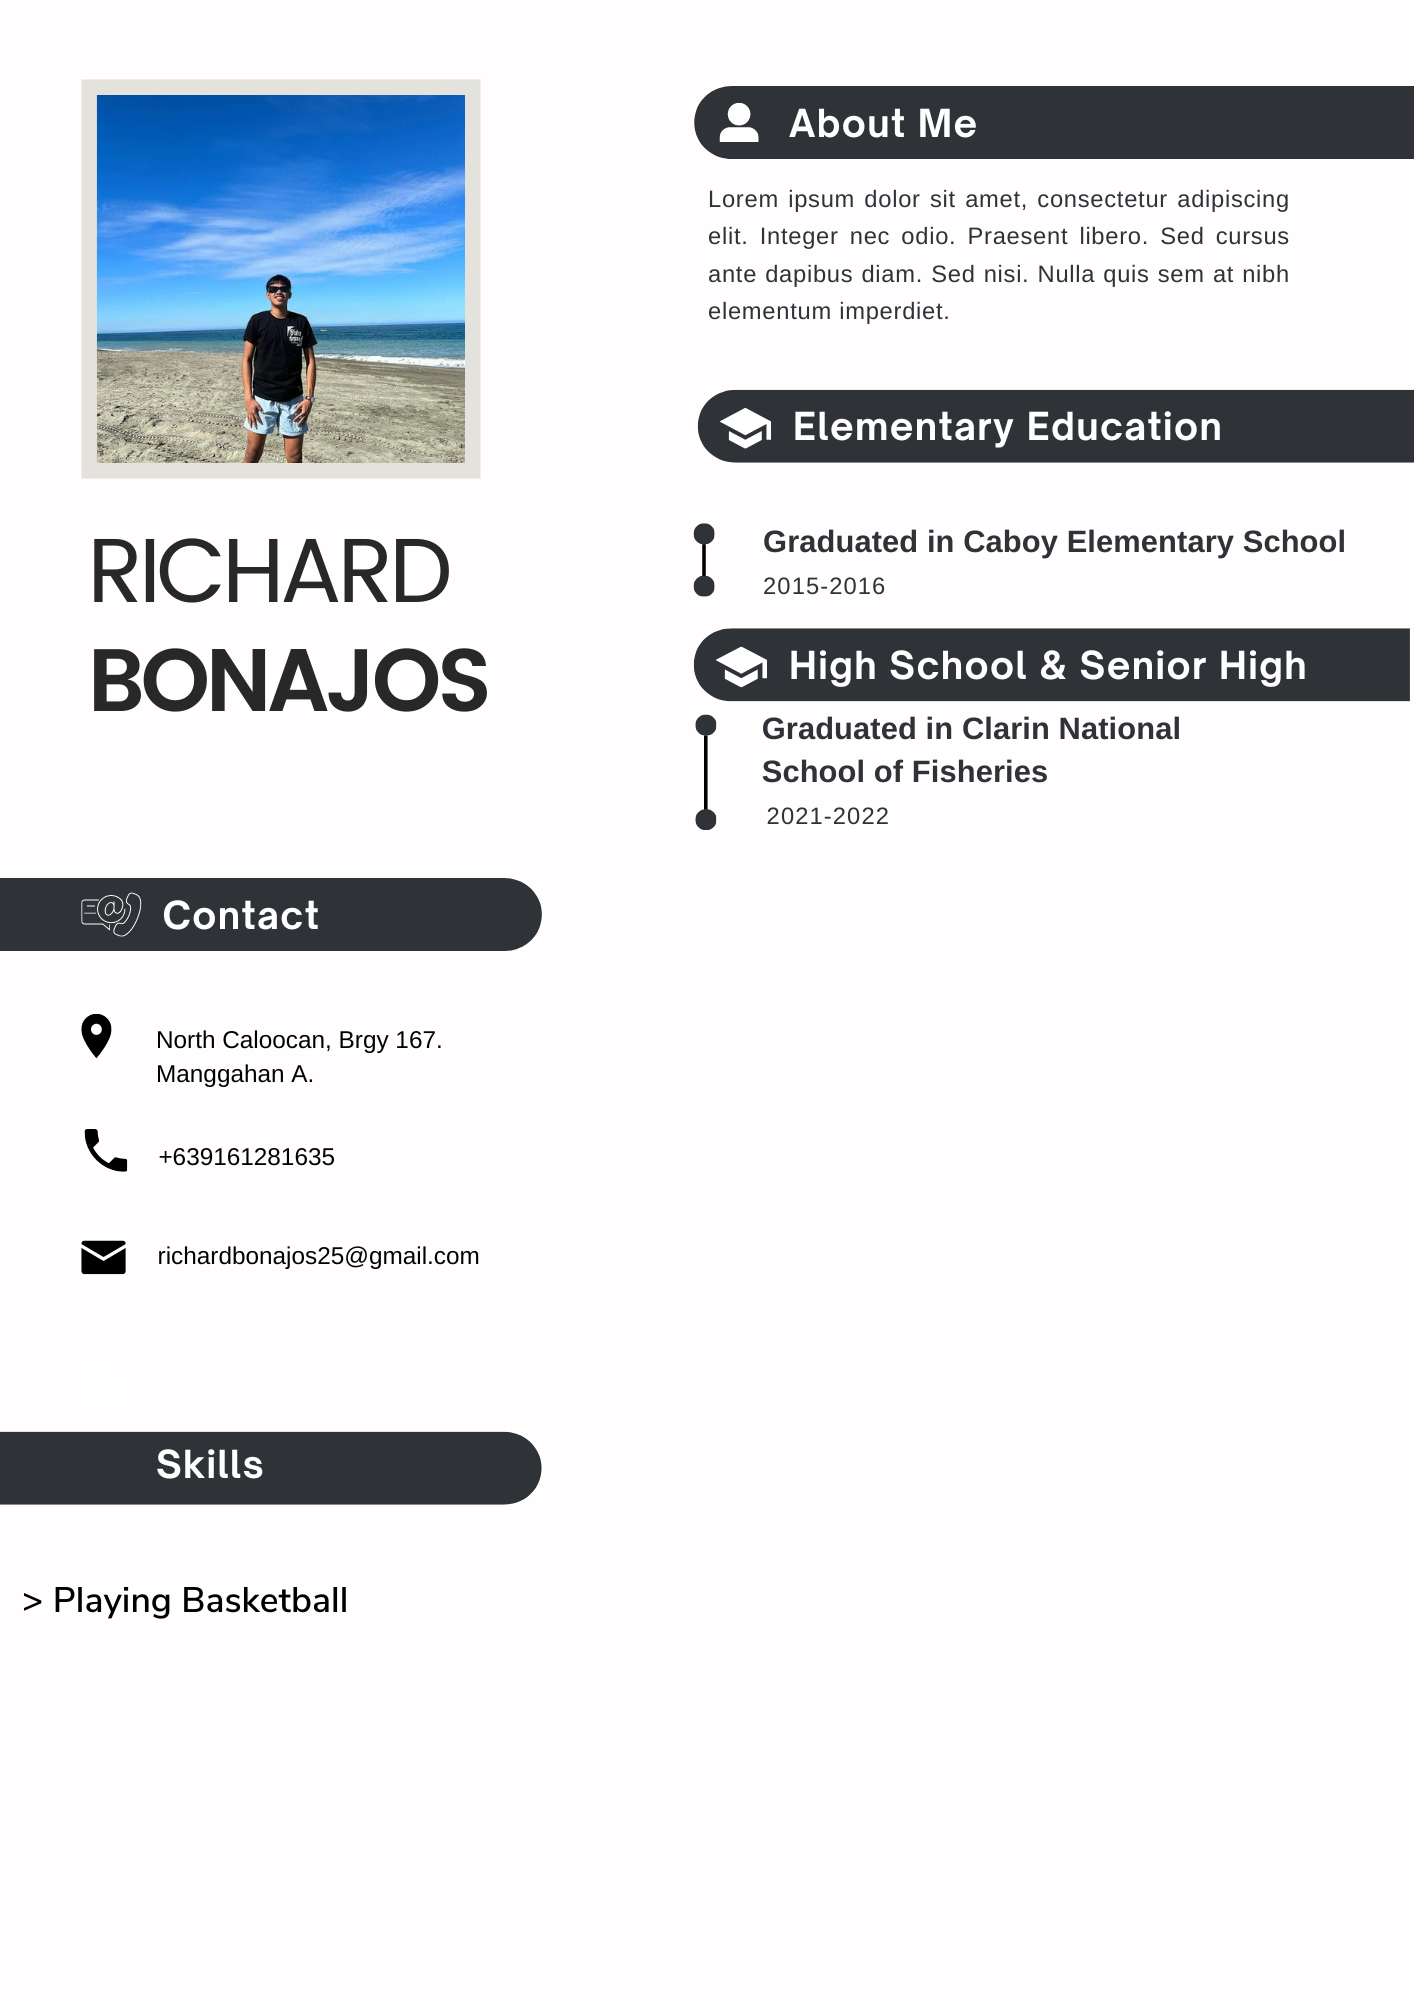 RICHARD
BONAJOS
Contact
North Caloocan, Brgy 167.
Manggahan A.
+639161281635
richardbonajos25@gmail.com
Skills
> Playing Basketball
About Me
Lorem ipsum dolor sit amet, consectetur adipiscing
elit. Integer nec odio. Praesent libero. Sed cursus
ante dapibus diam. Sed nisi. Nulla quis sem at nibh
elementum imperdiet.
Elementary Education
Graduated in Caboy Elementary School
2015-2016
High School & Senior High
Graduated in Clarin National
School of Fisheries
2021-2022